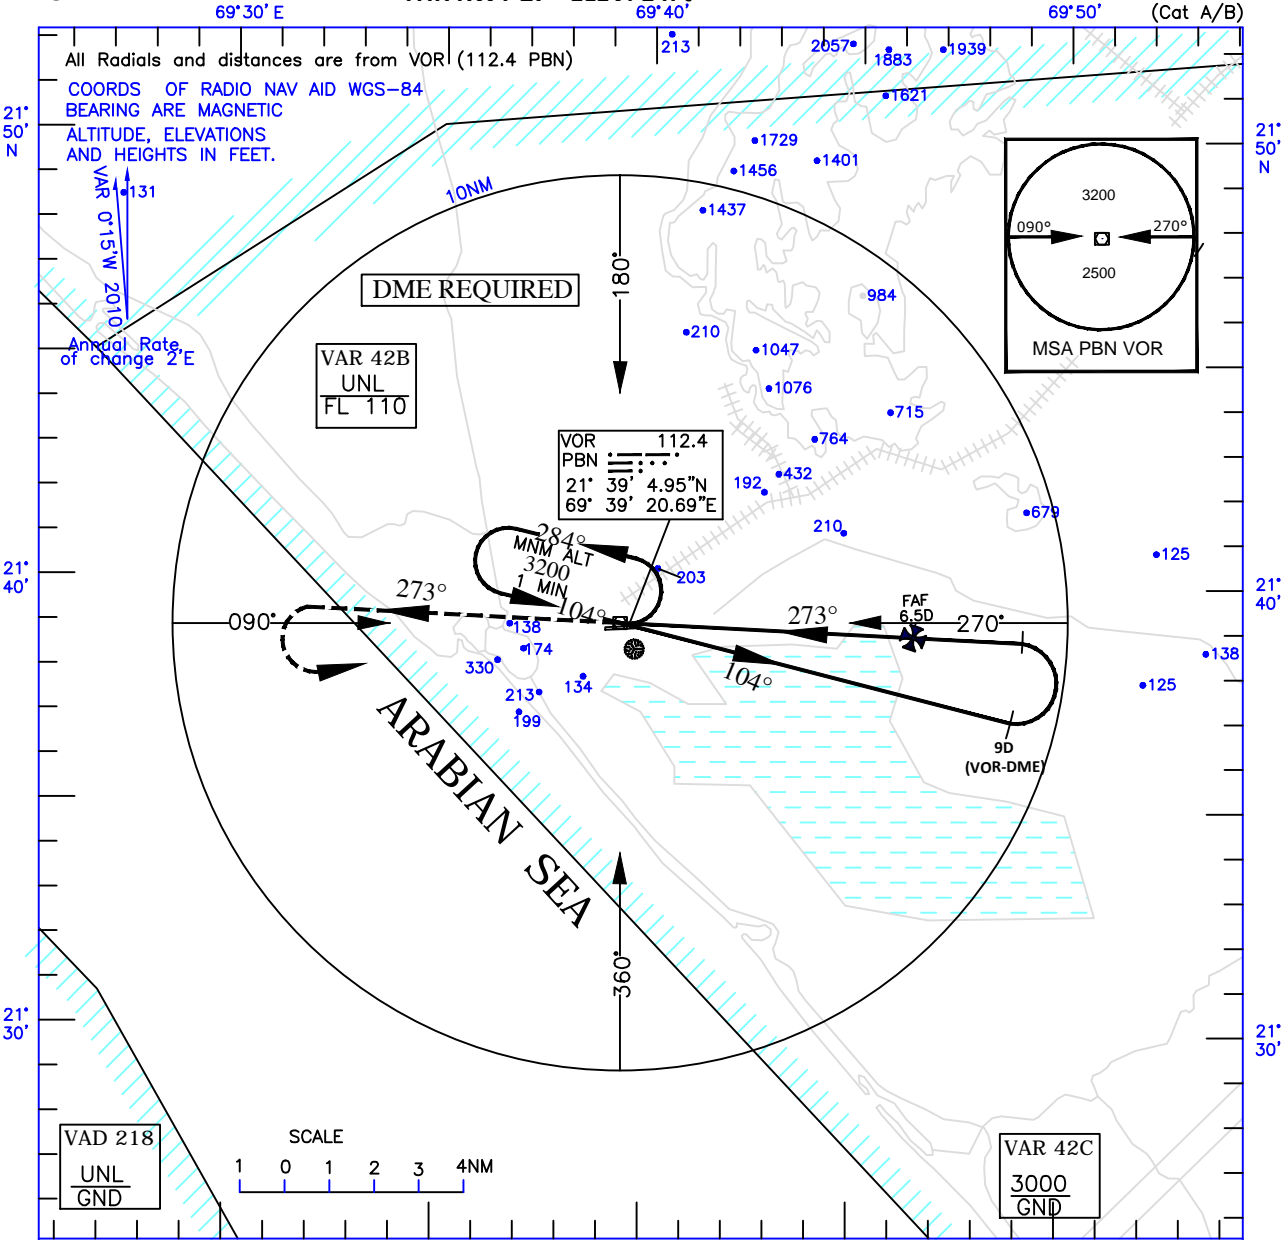 69°30' E
69°40'
69°50'
(Cat A/B)
All Radials and distances are from VOR (112.4 PBN)
COORDS OF RADIO NAV AID WGS-84
BEARING ARE MAGNETIC
ALTITUDE, ELEVATIONS
AND HEIGHTS IN FEET.
21°
50'
N
21°
50'
N
213
2057
1883
1939
1621
1729
1456
1401
1437
131
VAR 0°15'W 2010
Annual Rate
of change 2'E
10NM
180°
3200
090°
270°
2500
MSA PBN VOR
DME REQUIRED
984
210
1047
1076
715
764
432
192
679
210
125
VAR 42B
UNL
FL 110
VOR 112.4
PBN
21° 39' 4.95"N
69° 39' 20.69"E
284°
MNM ALT
3200
1 MIN
104°
203
21°
40'
21°
40'
273°
090°
273°
FAF
6.5D
270°
138
174
330
134
213
199
138
125
104°
9D
(VOR-DME)
ARABIAN SEA
360°
21°
30'
21°
30'
VAD 218
UNL
GND
SCALE
1 0 1 2 3 4NM
VAR 42C
3000
GND